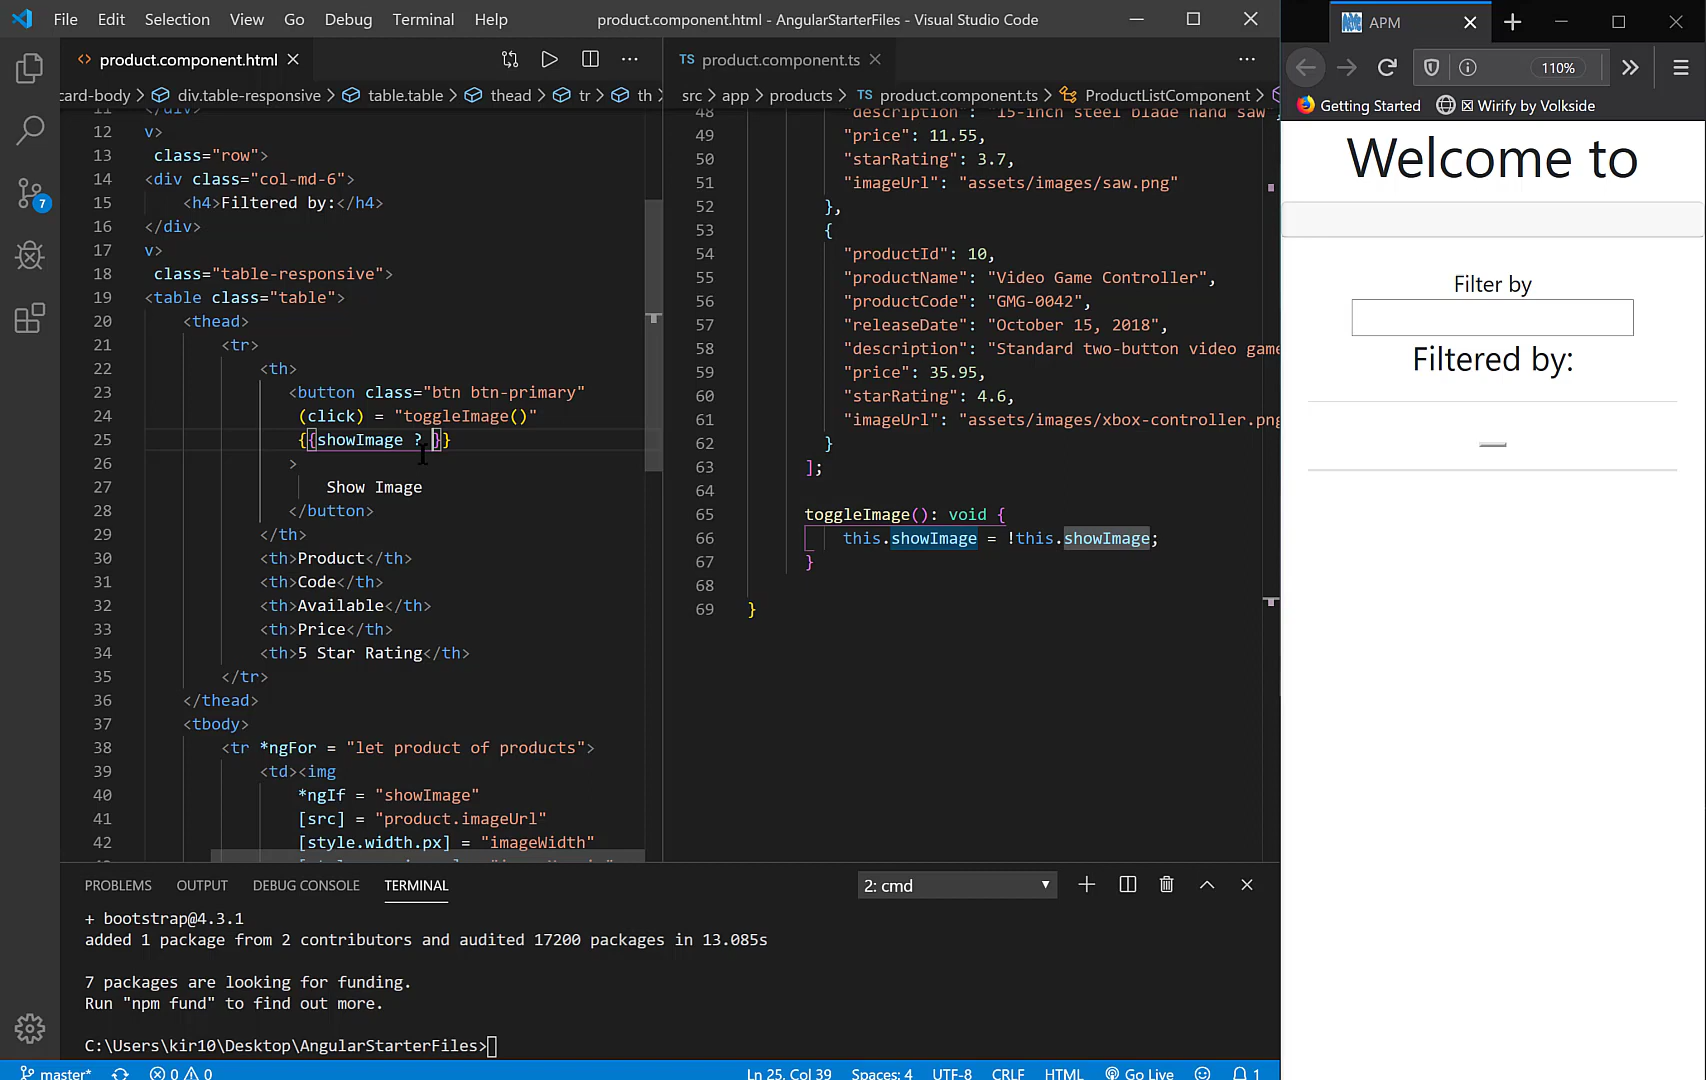 File Edit Selection View Go Debug Terminal Help product.component.html - AngularStarterFiles - Visual Studio Code
product.component.html
card-body > div.table-responsive > table.table > thead > tr > th
11 </div>
12 v>
13 class="row">
14 <div class="col-md-6">
15 <h4>Filtered by:</h4>
16 </div>
17 v>
18 class="table-responsive">
19 <table class="table">
20 <thead>
21 <tr>
22 <th>
23 <button class="btn btn-primary"
24 (click) = "toggleImage()"
25 {{showImage ? }}
26 >
27 Show Image
28 </button>
29 </th>
30 <th>Product</th>
31 <th>Code</th>
32 <th>Available</th>
33 <th>Price</th>
34 <th>5 Star Rating</th>
35 </tr>
36 </thead>
37 <tbody>
38 <tr *ngFor = "let product of products">
39 <td><img
40 *ngIf = "showImage"
41 [src] = "product.imageUrl"
42 [style.width.px] = "imageWidth"
TS product.component.ts
src > app > products > TS product.component.ts > ProductListComponent >
48 "description": "15-inch steel blade hand saw",
49 "price": 11.55,
50 "starRating": 3.7,
51 "imageUrl": "assets/images/saw.png"
52 },
53 {
54 "productId": 10,
55 "productName": "Video Game Controller",
56 "productCode": "GMG-0042",
57 "releaseDate": "October 15, 2018",
58 "description": "Standard two-button video game
59 "price": 35.95,
60 "starRating": 4.6,
61 "imageUrl": "assets/images/xbox-controller.png
62 }
63 ];
64
65 toggleImage(): void {
66 this.showImage = !this.showImage;
67 }
68
69 }
PROBLEMS OUTPUT DEBUG CONSOLE TERMINAL 2: cmd
+ bootstrap@4.3.1
added 1 package from 2 contributors and audited 17200 packages in 13.085s
7 packages are looking for funding.
Run "npm fund" to find out more.
C:\Users\kir10\Desktop\AngularStarterFiles>
7
master* 0 0 Ln 25, Col 39 Spaces: 4 UTF-8 CRLF HTML Go Live 1
APM
110%
Getting Started Wirify by Volkside
Welcome to
Filter by
Filtered by: